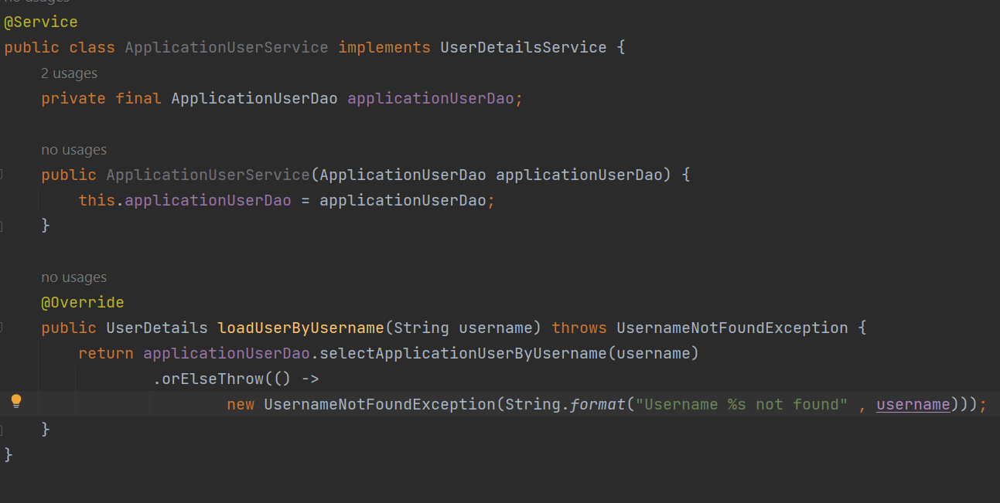 no usages
@Service
public class ApplicationUserService implements UserDetailsService {
2 usages
private final ApplicationUserDao applicationUserDao;
no usages
public ApplicationUserService(ApplicationUserDao applicationUserDao) {
this.applicationUserDao = applicationUserDao;
}
no usages
@Override
public UserDetails loadUserByUsername(String username) throws UsernameNotFoundException {
return applicationUserDao.selectApplicationUserByUsername(username)
.orElseThrow(() ->
new UsernameNotFoundException(String.format("Username %s not found" , username)));
}
}